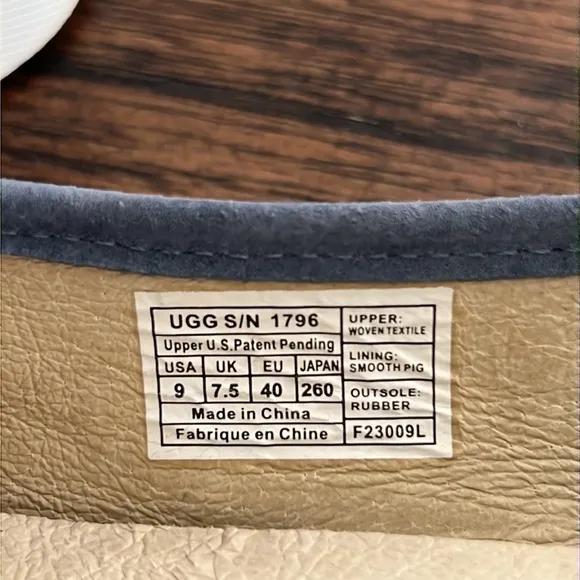 UGG S/N 1796
Upper U.S.Patent Pending
USA UK EU JAPAN
9 7.5 40 260
Made in China
Fabrique en Chine
UPPER:
WOVEN TEXTILE
LINING:
SMOOTH PIG
OUTSOLE:
RUBBER
F23009L